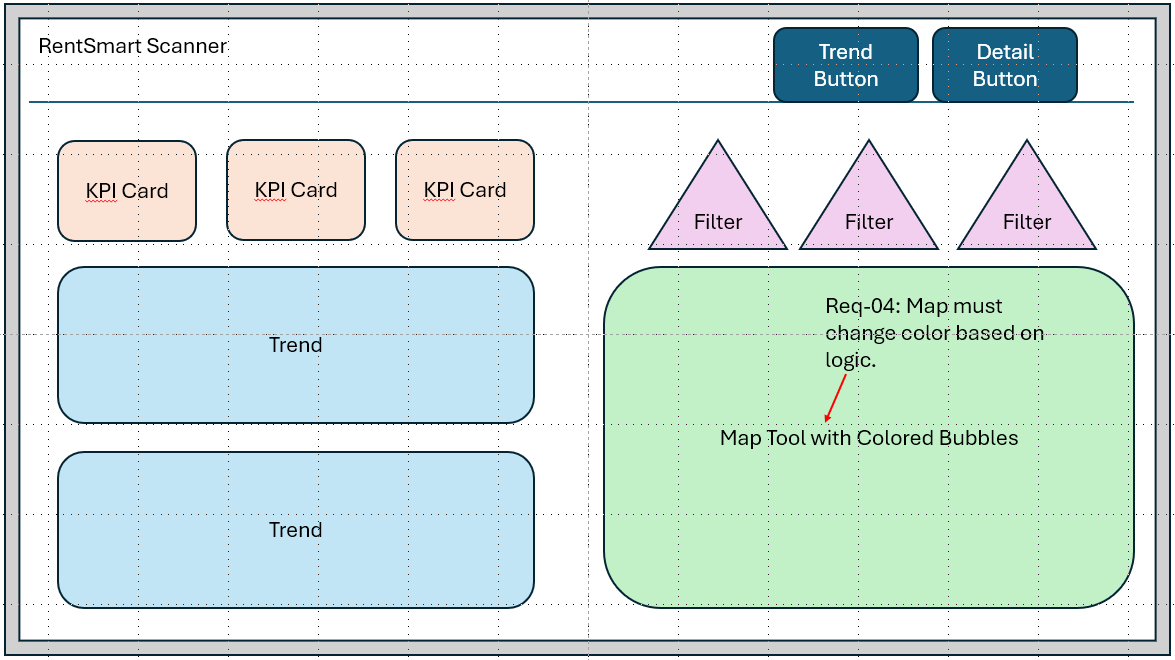 RentSmart Scanner
Trend
Button
Detail
Button
KPI Card
KPI Card
KPI Card
Filter
Filter
Filter
Trend
Req-04: Map must
change color based on
logic.
Map Tool with Colored Bubbles
Trend